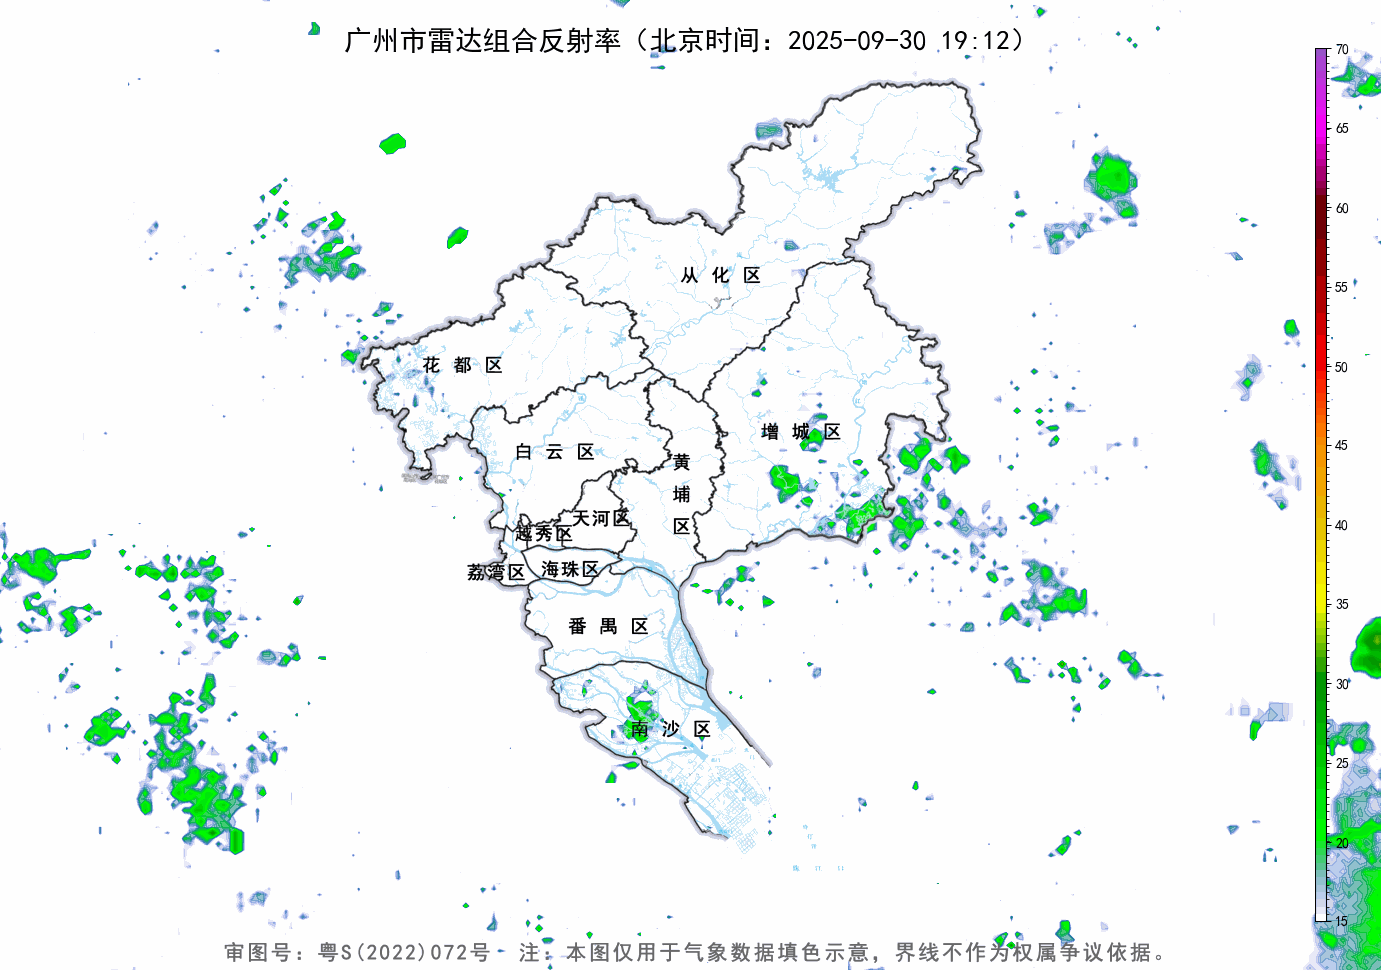 广州市雷达组合反射率（北京时间：2025-09-30 19:12）
70
65
60
55
50
45
40
35
30
25
20
15
从化区
花都区
增城区
白云区
黄埔区
天河区
越秀区
荔湾区
海珠区
番禺区
南沙区
审图号：粤S(2022)072号 注：本图仅用于气象数据填色示意，界线不作为权属争议依据。